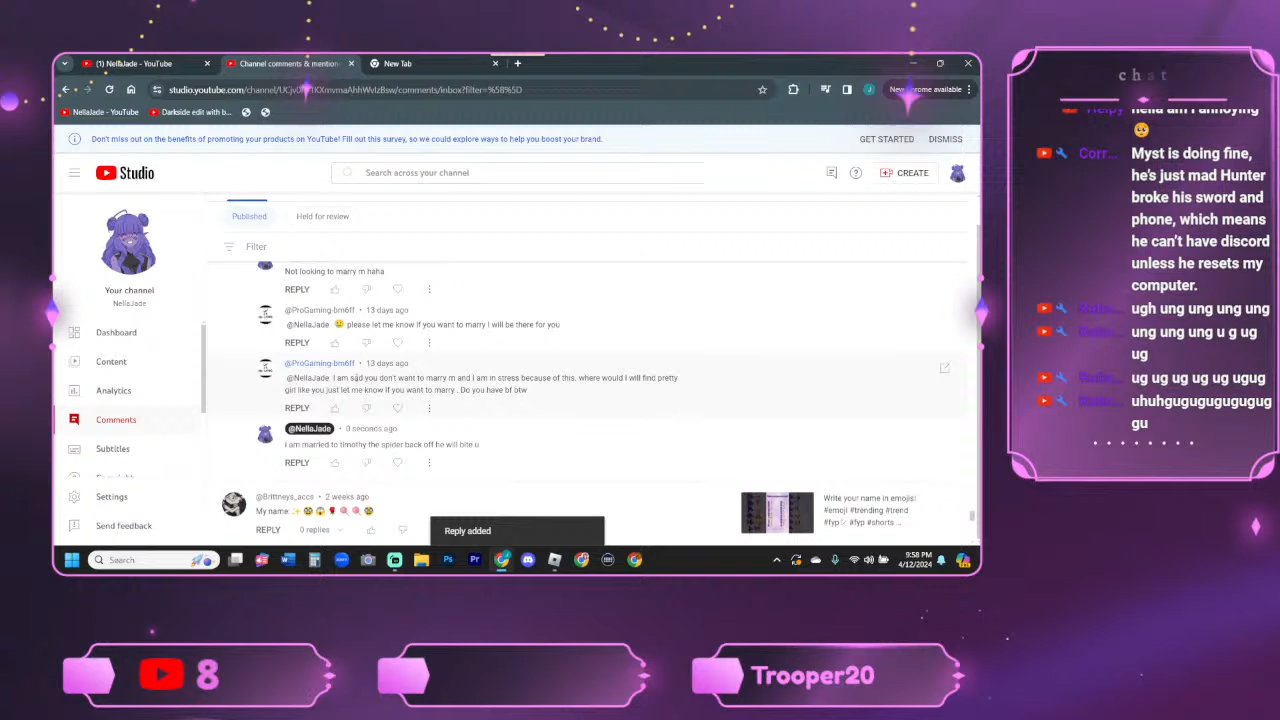 (1) NellaJade - YouTube
Channel comments & mention
New Tab
New Chrome available
NellaJade - YouTube
Darkside edit with b...
Don't miss out on the benefits of promoting your products on YouTube! Fill out this survey, so we could explore ways to help you boost your brand.
GET STARTED
DISMISS
Studio
Search across your channel
CREATE
Your channel
NellaJade
Dashboard
Content
Analytics
Comments
Subtitles
Settings
Send feedback
Published
Held for review
Filter
Not looking to marry m haha
REPLY
@ProGaming-bm6ff • 13 days ago
@NellaJade 🙂 please let me know if you want to marry I will be there for you
REPLY
@ProGaming-bm6ff • 13 days ago
@NellaJade I am sad you don't want to marry m and i am in stress because of this. where would I will find pretty
girl like you just let me know if you want to marry . Do you have bf btw
REPLY
@NellaJade • 0 seconds ago
i am married to timothy the spider back off he will bite u
REPLY
@Brittneys_accs • 2 weeks ago
My name:
REPLY
0 replies
Write your name in emojis!
#emoji #trending #trend
#fyp #fyp #shorts ...
Reply added
Search
9:58 PM
4/12/2024
chat
nella am i annoying
🥺
Corr... Myst is doing fine,
he's just mad Hunter
broke his sword and
phone, which means
he can't have discord
unless he resets my
computer.
ugh ung ung ung ung
ung ung ung u g ug
ug
ug ug ug ug ug ugug
uhuhgugugugugugug
gu
8
Trooper20